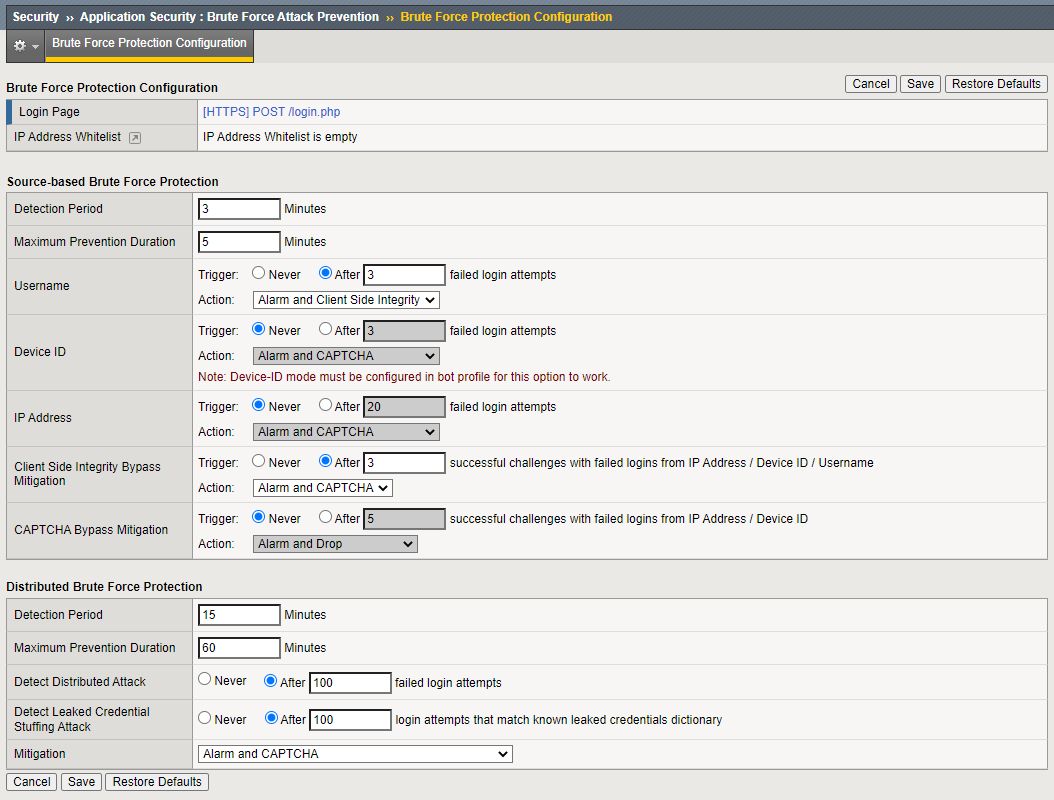 Security ›› Application Security : Brute Force Attack Prevention ›› Brute Force Protection Configuration
Brute Force Protection Configuration
Brute Force Protection Configuration
Cancel Save Restore Defaults
Login Page [HTTPS] POST /login.php
IP Address Whitelist IP Address Whitelist is empty
Source-based Brute Force Protection
Detection Period 3 Minutes
Maximum Prevention Duration 5 Minutes
Username
Trigger: Never After 3 failed login attempts
Action: Alarm and Client Side Integrity
Device ID
Trigger: Never After 3 failed login attempts
Action: Alarm and CAPTCHA
Note: Device-ID mode must be configured in bot profile for this option to work.
IP Address
Trigger: Never After 20 failed login attempts
Action: Alarm and CAPTCHA
Client Side Integrity Bypass
Mitigation
Trigger: Never After 3 successful challenges with failed logins from IP Address / Device ID / Username
Action: Alarm and CAPTCHA
CAPTCHA Bypass Mitigation
Trigger: Never After 5 successful challenges with failed logins from IP Address / Device ID
Action: Alarm and Drop
Distributed Brute Force Protection
Detection Period 15 Minutes
Maximum Prevention Duration 60 Minutes
Detect Distributed Attack Never After 100 failed login attempts
Detect Leaked Credential
Stuffing Attack
Never After 100 login attempts that match known leaked credentials dictionary
Mitigation Alarm and CAPTCHA
Cancel Save Restore Defaults